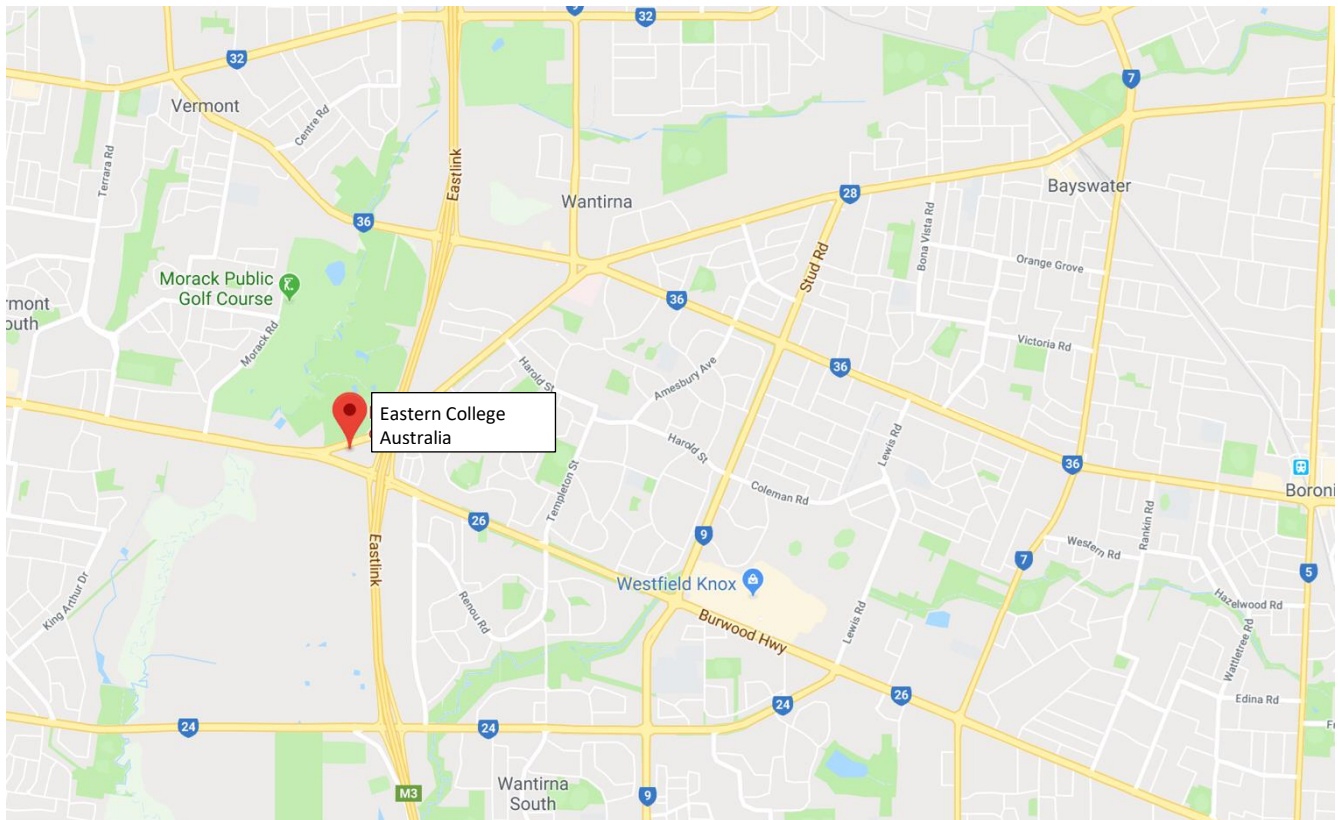 32
32
Vermont
Centre Rd
Terrara Rd
Eastlink
7
Wantirna
28
Bayswater
36
Bona Vista Rd
Stud Rd
Orange Grove
Morack Public
Golf Course
rmont
outh
36
Morack Rd
Victoria Rd
36
Harold St
Amesbury Ave
Eastern College
Australia
Harold St
Lewis Rd
36
Boroni
Templeton St
Coleman Rd
26
Rankin Rd
9
Western Rd
7
Eastlink
Westfield Knox
5
King Arthur Dr
Renou Rd
Hazelwood Rd
Burwood Hwy
Lewis Rd
Wattletree Rd
26
Edina Rd
24
24
24
Fr
Wantirna
South
M3
9